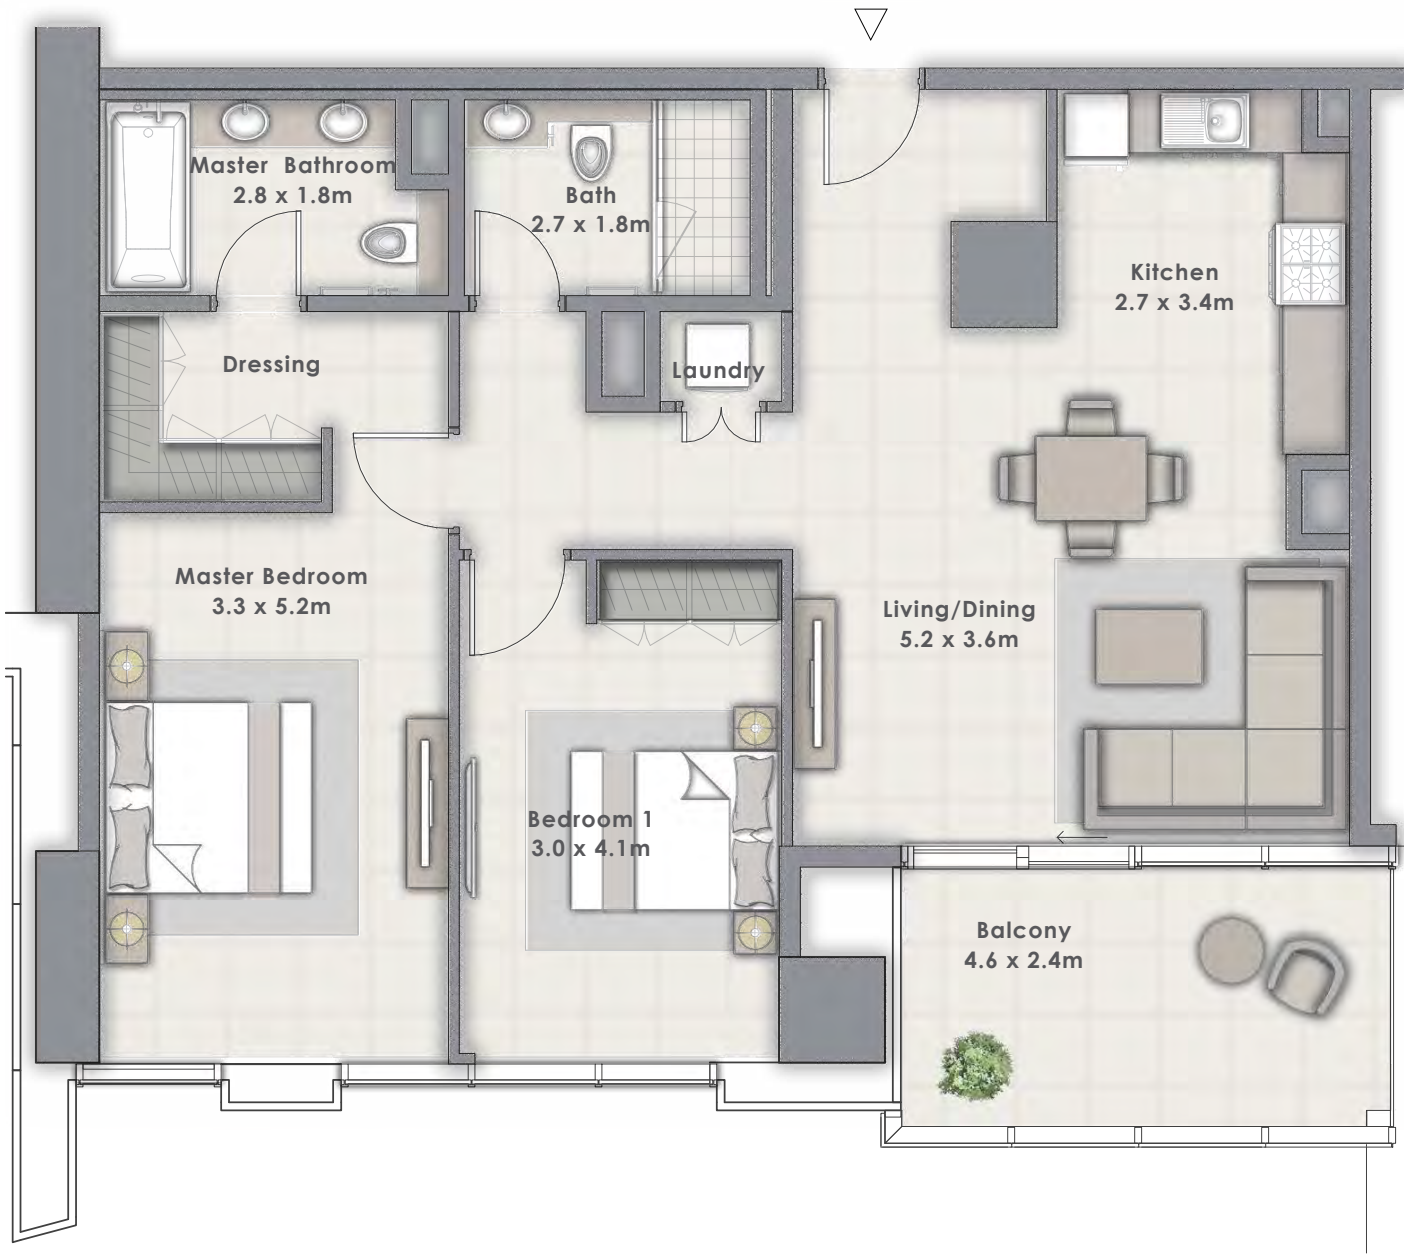 Master Bathroom
2.8 x 1.8m
Bath
2.7 x 1.8m
Kitchen
2.7 x 3.4m
Dressing
Laundry
Master Bedroom
3.3 x 5.2m
Living/Dining
5.2 x 3.6m
Bedroom 1
3.0 x 4.1m
Balcony
4.6 x 2.4m